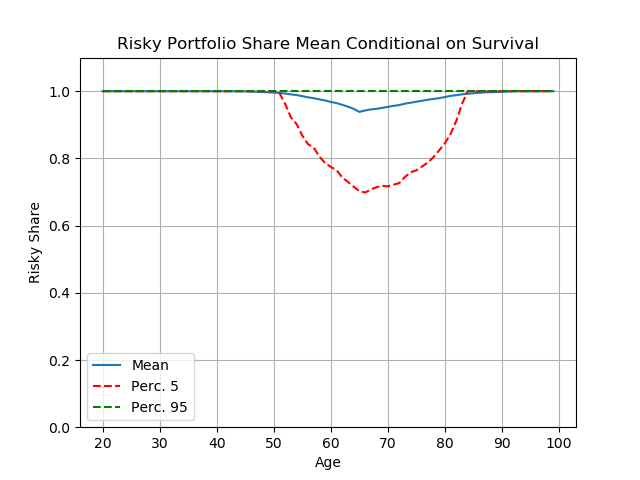 Risky Portfolio Share Mean Conditional on Survival
1.0
0.8
0.6
0.4
0.2
0.0
Risky Share
Mean
Perc. 5
Perc. 95
20 30 40 50 60 70 80 90 100
Age